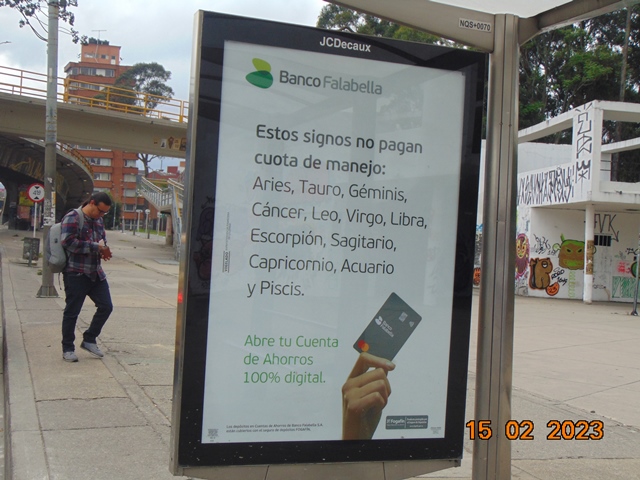 NQS+0070
JCDecaux
Banco Falabella
Estos signos no pagan
cuota de manejo:
Aries, Tauro, Géminis,
Cáncer, Leo, Virgo, Libra,
Escorpión, Sagitario,
Capricornio, Acuario
y Piscis.
Abre tu Cuenta
de Ahorros
100% digital.
15 02 2023